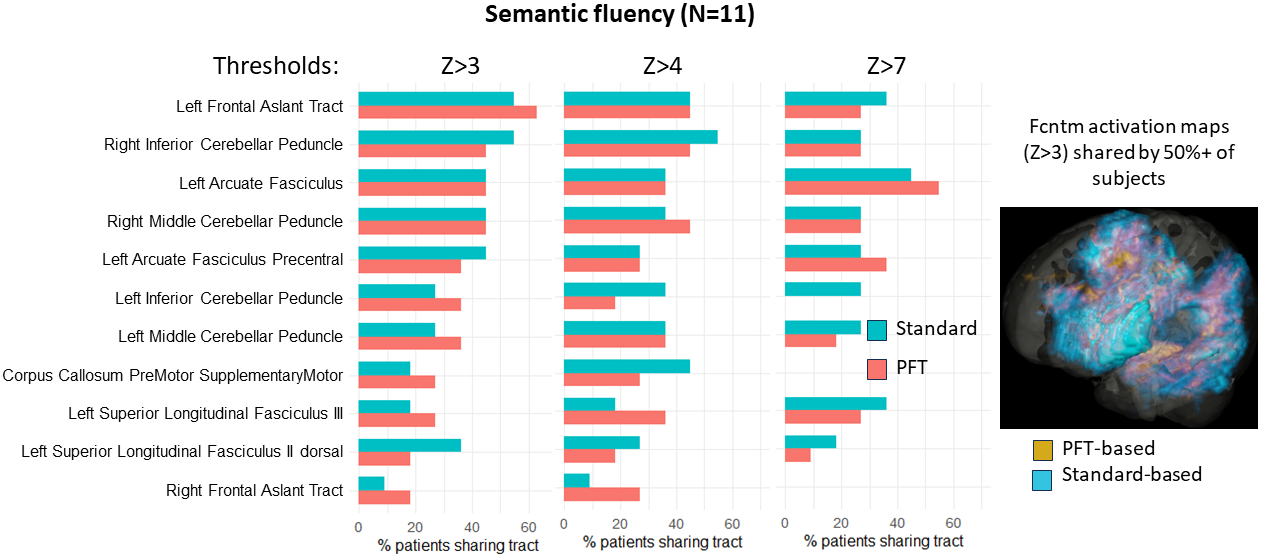 Semantic fluency (N=11)
Thresholds: Z>3 Z>4 Z>7
Left Frontal Aslant Tract
Right Inferior Cerebellar Peduncle
Left Arcuate Fasciculus
Right Middle Cerebellar Peduncle
Left Arcuate Fasciculus Precentral
Left Inferior Cerebellar Peduncle
Left Middle Cerebellar Peduncle
Corpus Callosum PreMotor SupplementaryMotor
Left Superior Longitudinal Fasciculus III
Left Superior Longitudinal Fasciculus II dorsal
Right Frontal Aslant Tract
0 20 40 60 0 20 40 60 0 20 40 60
% patients sharing tract % patients sharing tract % patients sharing tract
Standard
PFT
Fcntm activation maps
(Z>3) shared by 50%+ of
subjects
PFT-based
Standard-based